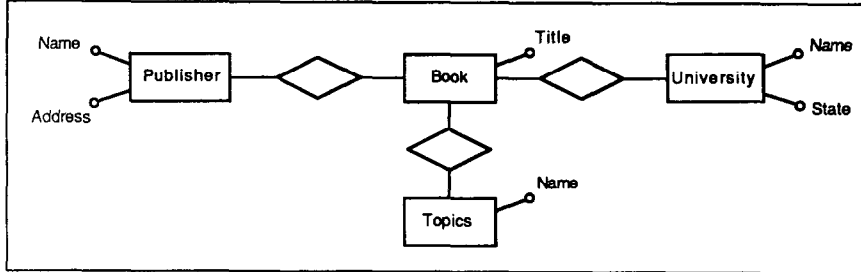 Name
Publisher
Address
Title
Book
Name
University
State
Name
Topics